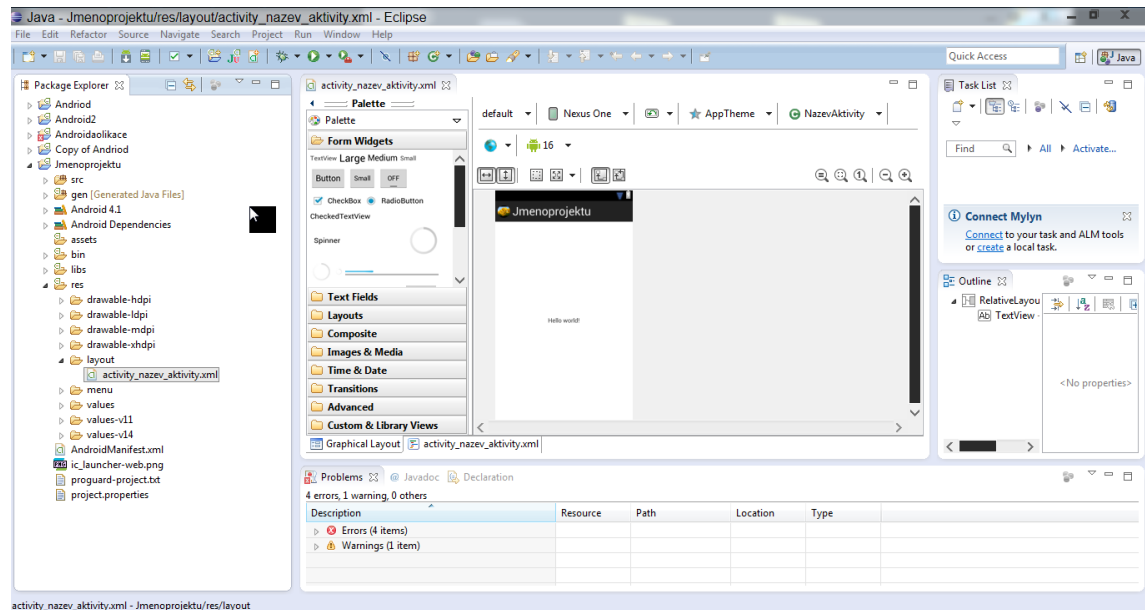 Java - Jmenoprojektu/res/layout/activity_nazev_aktivity.xml - Eclipse
File Edit Refactor Source Navigate Search Project Run Window Help
Quick Access
Java
Package Explorer
Andriod
Android2
Androidaolikace
Copy of Andriod
Jmenoprojektu
src
gen [Generated Java Files]
Android 4.1
Android Dependencies
assets
bin
libs
res
drawable-hdpi
drawable-ldpi
drawable-mdpi
drawable-xhdpi
layout
activity_nazev_aktivity.xml
menu
values
values-v11
values-v14
AndroidManifest.xml
ic_launcher-web.png
proguard-project.txt
project.properties
activity_nazev_aktivity.xml
Palette
Palette
Form Widgets
TextView Large Medium Small
Button Small OFF
CheckBox RadioButton
CheckedTextView
Spinner
Text Fields
Layouts
Composite
Images & Media
Time & Date
Transitions
Advanced
Custom & Library Views
Graphical Layout activity_nazev_aktivity.xml
default Nexus One AppTheme NazevAktivity
16
Jmenoprojektu
Hello world!
Task List
Find All Activate...
Connect Mylyn
Connect to your task and ALM tools
or create a local task.
Outline
RelativeLayou
Ab TextView -
<No properties>
Problems @ Javadoc Declaration
4 errors, 1 warning, 0 others
Description Resource Path Location Type
Errors (4 items)
Warnings (1 item)
activity_nazev_aktivity.xml - Jmenoprojektu/res/layout